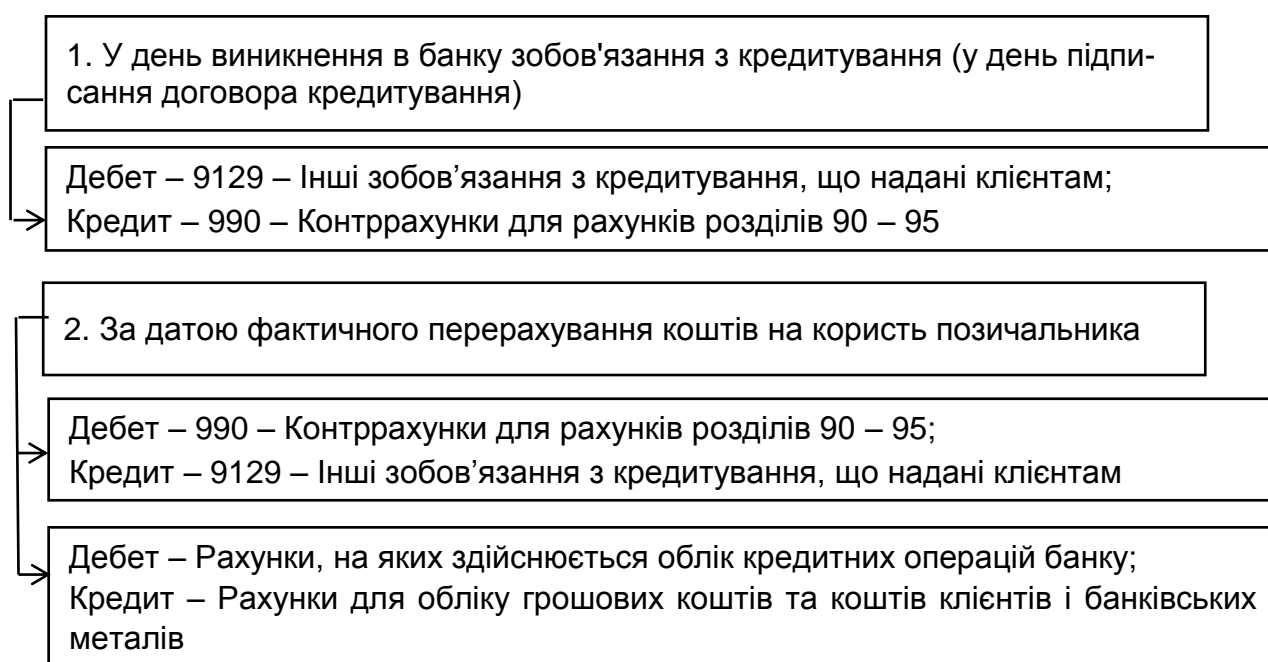 1. У день виникнення в банку зобов'язання з кредитування (у день підпи-
сання договора кредитування)
Дебет – 9129 – Інші зобов’язання з кредитування, що надані клієнтам;
Кредит – 990 – Контррахунки для рахунків розділів 90 – 95
2. За датою фактичного перерахування коштів на користь позичальника
Дебет – 990 – Контррахунки для рахунків розділів 90 – 95;
Кредит – 9129 – Інші зобов’язання з кредитування, що надані клієнтам
Дебет – Рахунки, на яких здійснюється облік кредитних операцій банку;
Кредит – Рахунки для обліку грошових коштів та коштів клієнтів і банківських
металів